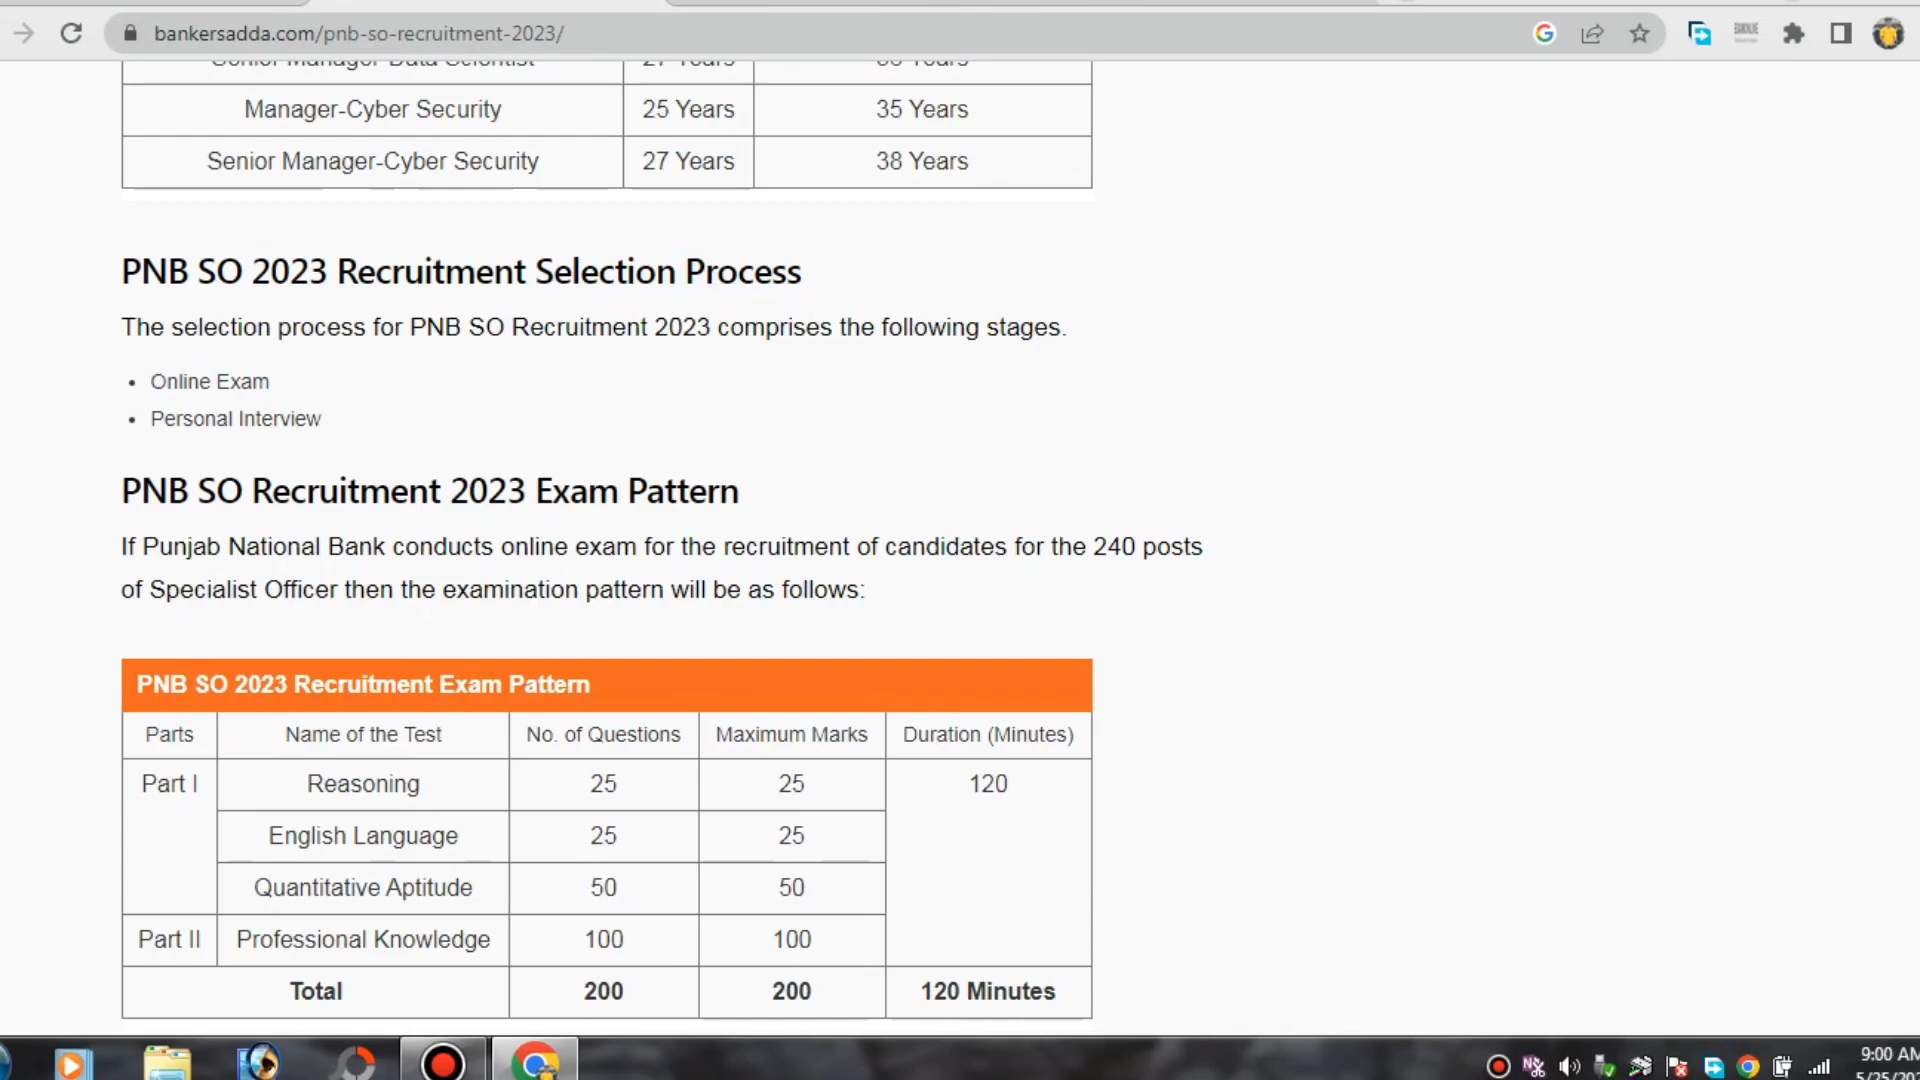 bankersadda.com/pnb-so-recruitment-2023/
Senior Manager-Data Scientist 27 Years
Manager-Cyber Security 25 Years 35 Years
Senior Manager-Cyber Security 27 Years 38 Years
PNB SO 2023 Recruitment Selection Process
The selection process for PNB SO Recruitment 2023 comprises the following stages.
• Online Exam
• Personal Interview
PNB SO Recruitment 2023 Exam Pattern
If Punjab National Bank conducts online exam for the recruitment of candidates for the 240 posts
of Specialist Officer then the examination pattern will be as follows:
PNB SO 2023 Recruitment Exam Pattern
Parts Name of the Test No. of Questions Maximum Marks Duration (Minutes)
Part I Reasoning 25 25 120
English Language 25 25
Quantitative Aptitude 50 50
Part II Professional Knowledge 100 100
Total 200 200 120 Minutes
9:00 AM